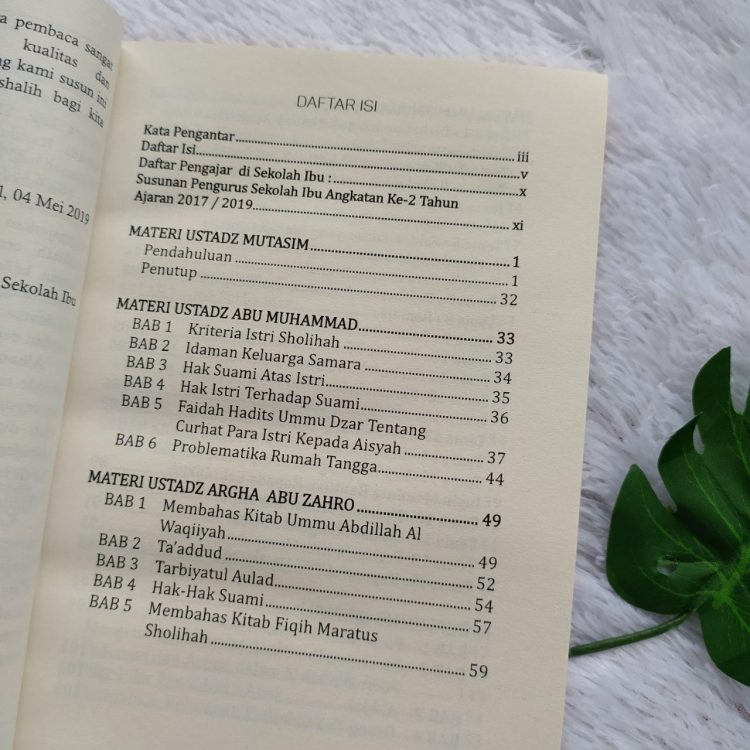 a pembaca sangat
kualitas dan
ng kami susun ini
shalih bagi kita
, 04 Mei 2019
Sekolah Ibu
DAFTAR ISI
Kata Pengantar iii
Daftar Isi v
Daftar Pengajar di Sekolah Ibu : x
Susunan Pengurus Sekolah Ibu Angkatan Ke-2 Tahun
Ajaran 2017 / 2019 xi
MATERI USTADZ MUTASIM 1
Pendahuluan 1
Penutup 32
MATERI USTADZ ABU MUHAMMAD 33
BAB 1 Kriteria Istri Sholihah 33
BAB 2 Idaman Keluarga Samara 34
BAB 3 Hak Suami Atas Istri 35
BAB 4 Hak Istri Terhadap Suami 36
BAB 5 Faidah Hadits Ummu Dzar Tentang
Curhat Para Istri Kepada Aisyah 37
BAB 6 Problematika Rumah Tangga 44
MATERI USTADZ ARGHA ABU ZAHRO 49
BAB 1 Membahas Kitab Ummu Abdillah Al
Waqiiyah 49
BAB 2 Ta'addud 52
BAB 3 Tarbiyatul Aulad 54
BAB 4 Hak-Hak Suami 57
BAB 5 Membahas Kitab Fiqih Maratus
Sholihah 59